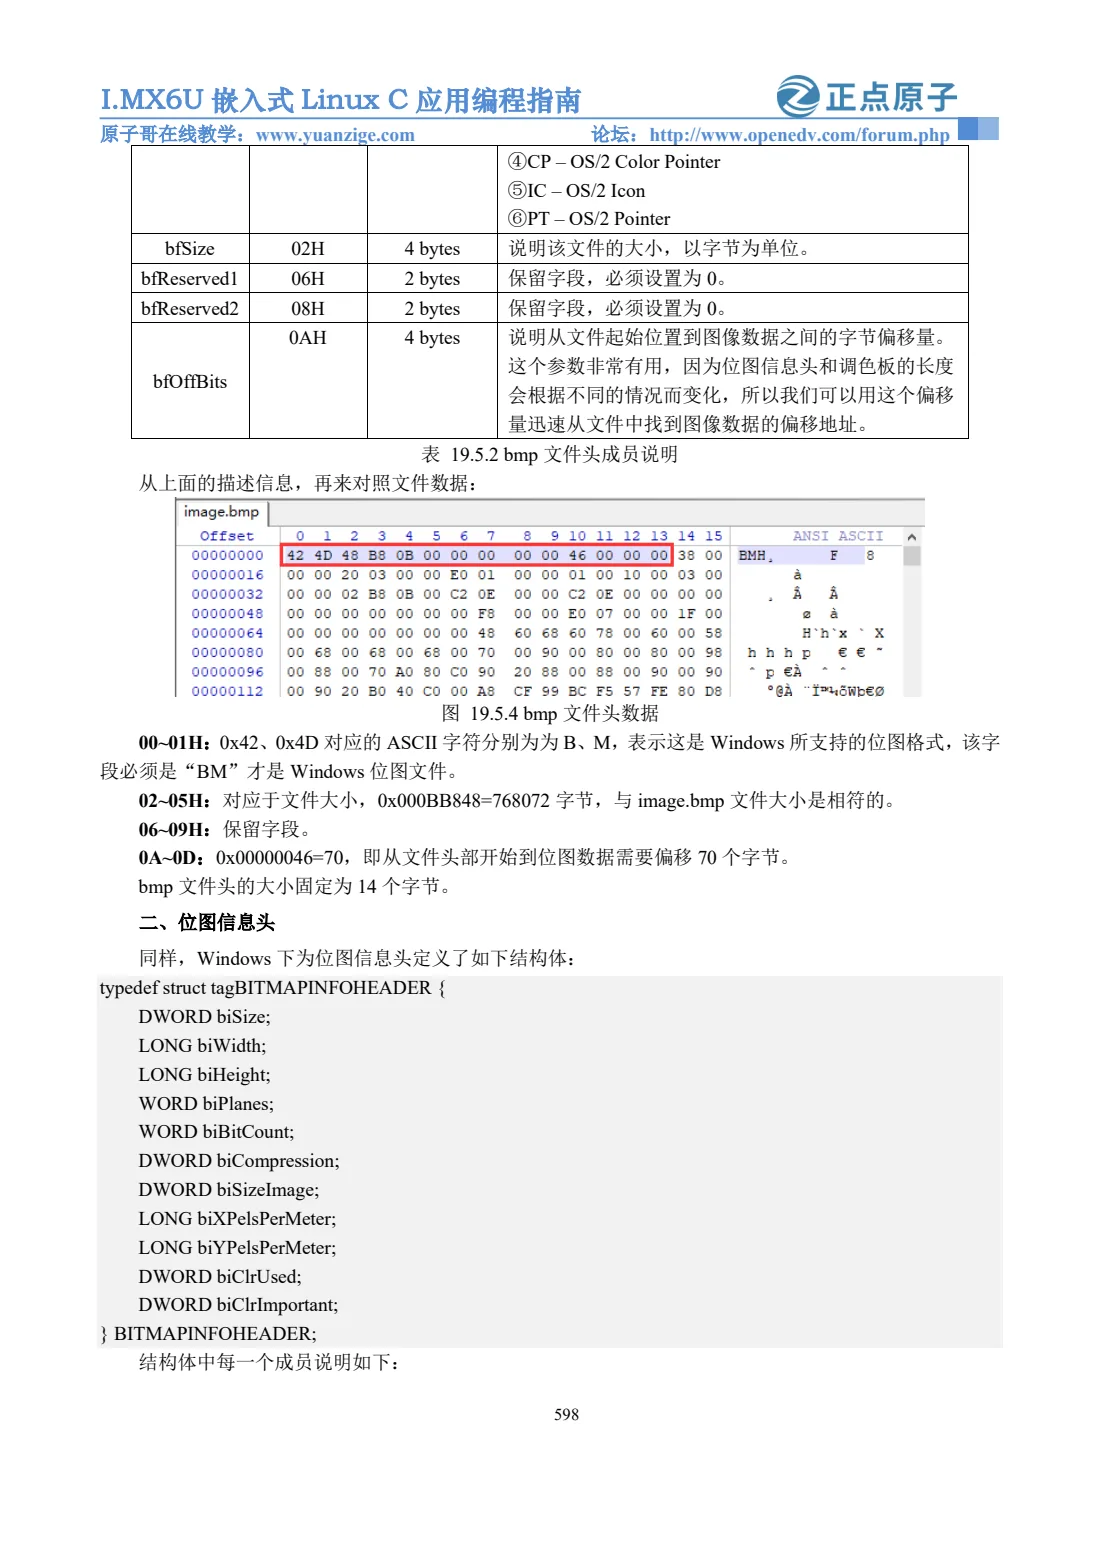 I.MX6U 嵌入式 Linux C 应用编程指南
正点原子
原子哥在线教学：www.yuanzige.com 论坛：http://www.openedv.com/forum.php
④CP – OS/2 Color Pointer
⑤IC – OS/2 Icon
⑥PT – OS/2 Pointer
bfSize 02H 4 bytes 说明该文件的大小，以字节为单位。
bfReserved1 06H 2 bytes 保留字段，必须设置为 0。
bfReserved2 08H 2 bytes 保留字段，必须设置为 0。
bfOffBits 0AH 4 bytes 说明从文件起始位置到图像数据之间的字节偏移量。
这个参数非常有用，因为位图信息头和调色板的长度
会根据不同的情况而变化，所以我们可以用这个偏移
量迅速从文件中找到图像数据的偏移地址。
表 19.5.2 bmp 文件头成员说明
从上面的描述信息，再来对照文件数据：
image.bmp
Offset 0 1 2 3 4 5 6 7 8 9 10 11 12 13 14 15 ANSI ASCII
00000000 42 4D 48 B8 0B 00 00 00 00 00 46 00 00 00 38 00 BMH¸ F 8
00000016 00 00 20 03 00 00 E0 01 00 00 01 00 10 00 03 00 à
00000032 00 00 02 B8 0B 00 C2 0E 00 00 C2 0E 00 00 00 00 ¸ Â Â
00000048 00 00 00 00 00 00 00 F8 00 00 E0 07 00 00 1F 00 ø à
00000064 00 00 00 00 00 00 00 48 60 68 60 78 00 60 00 58 H`h`x ` X
00000080 00 68 00 68 00 68 00 70 00 90 00 80 00 80 00 98 h h h p € € ˜
00000096 00 88 00 70 A0 80 C0 90 20 88 00 88 00 90 00 90 ˆ p €À ˆ ˆ
00000112 00 90 20 B0 40 C0 00 A8 CF 99 BC F5 57 FE 80 D8 °@À ¨Ï™¼õWþ€Ø
图 19.5.4 bmp 文件头数据
00~01H：0x42、0x4D 对应的 ASCII 字符分别为为 B、M，表示这是 Windows 所支持的位图格式，该字
段必须是“BM”才是 Windows 位图文件。
02~05H：对应于文件大小，0x000BB848=768072 字节，与 image.bmp 文件大小是相符的。
06~09H：保留字段。
0A~0D：0x00000046=70，即从文件头部开始到位图数据需要偏移 70 个字节。
bmp 文件头的大小固定为 14 个字节。
二、位图信息头
同样，Windows 下为位图信息头定义了如下结构体：
typedef struct tagBITMAPINFOHEADER {
DWORD biSize;
LONG biWidth;
LONG biHeight;
WORD biPlanes;
WORD biBitCount;
DWORD biCompression;
DWORD biSizeImage;
LONG biXPelsPerMeter;
LONG biYPelsPerMeter;
DWORD biClrUsed;
DWORD biClrImportant;
} BITMAPINFOHEADER;
结构体中每一个成员说明如下：
598